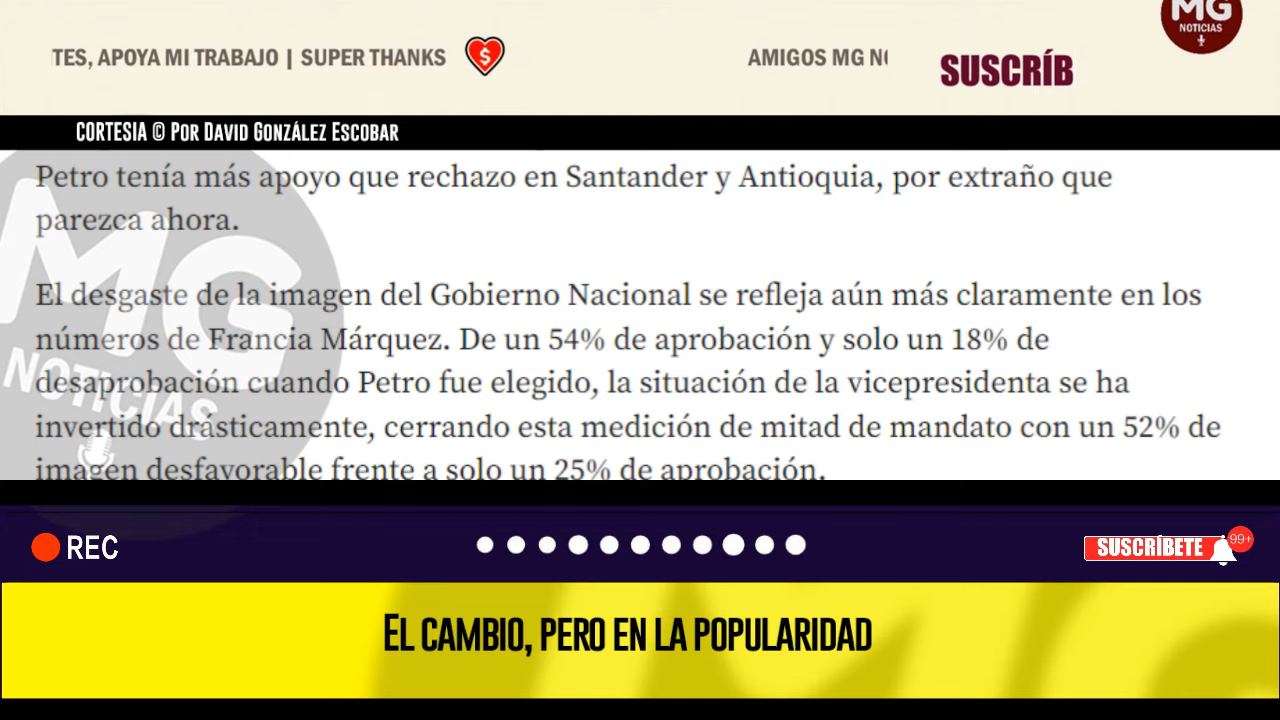 MG
NOTICIAS
TES, APOYA MI TRABAJO | SUPER THANKS
$
AMIGOS MG NO
SUSCRÍB
CORTESIA © POR DAVID GONZÁLEZ ESCOBAR
Petro tenía más apoyo que rechazo en Santander y Antioquia, por extraño que
parezca ahora.
El desgaste de la imagen del Gobierno Nacional se refleja aún más claramente en los
números de Francia Márquez. De un 54% de aprobación y solo un 18% de
desaprobación cuando Petro fue elegido, la situación de la vicepresidenta se ha
invertido drásticamente, cerrando esta medición de mitad de mandato con un 52% de
imagen desfavorable frente a solo un 25% de aprobación.
MG
NOTICIAS
REC
SUSCRÍBETE
99+
EL CAMBIO, PERO EN LA POPULARIDAD